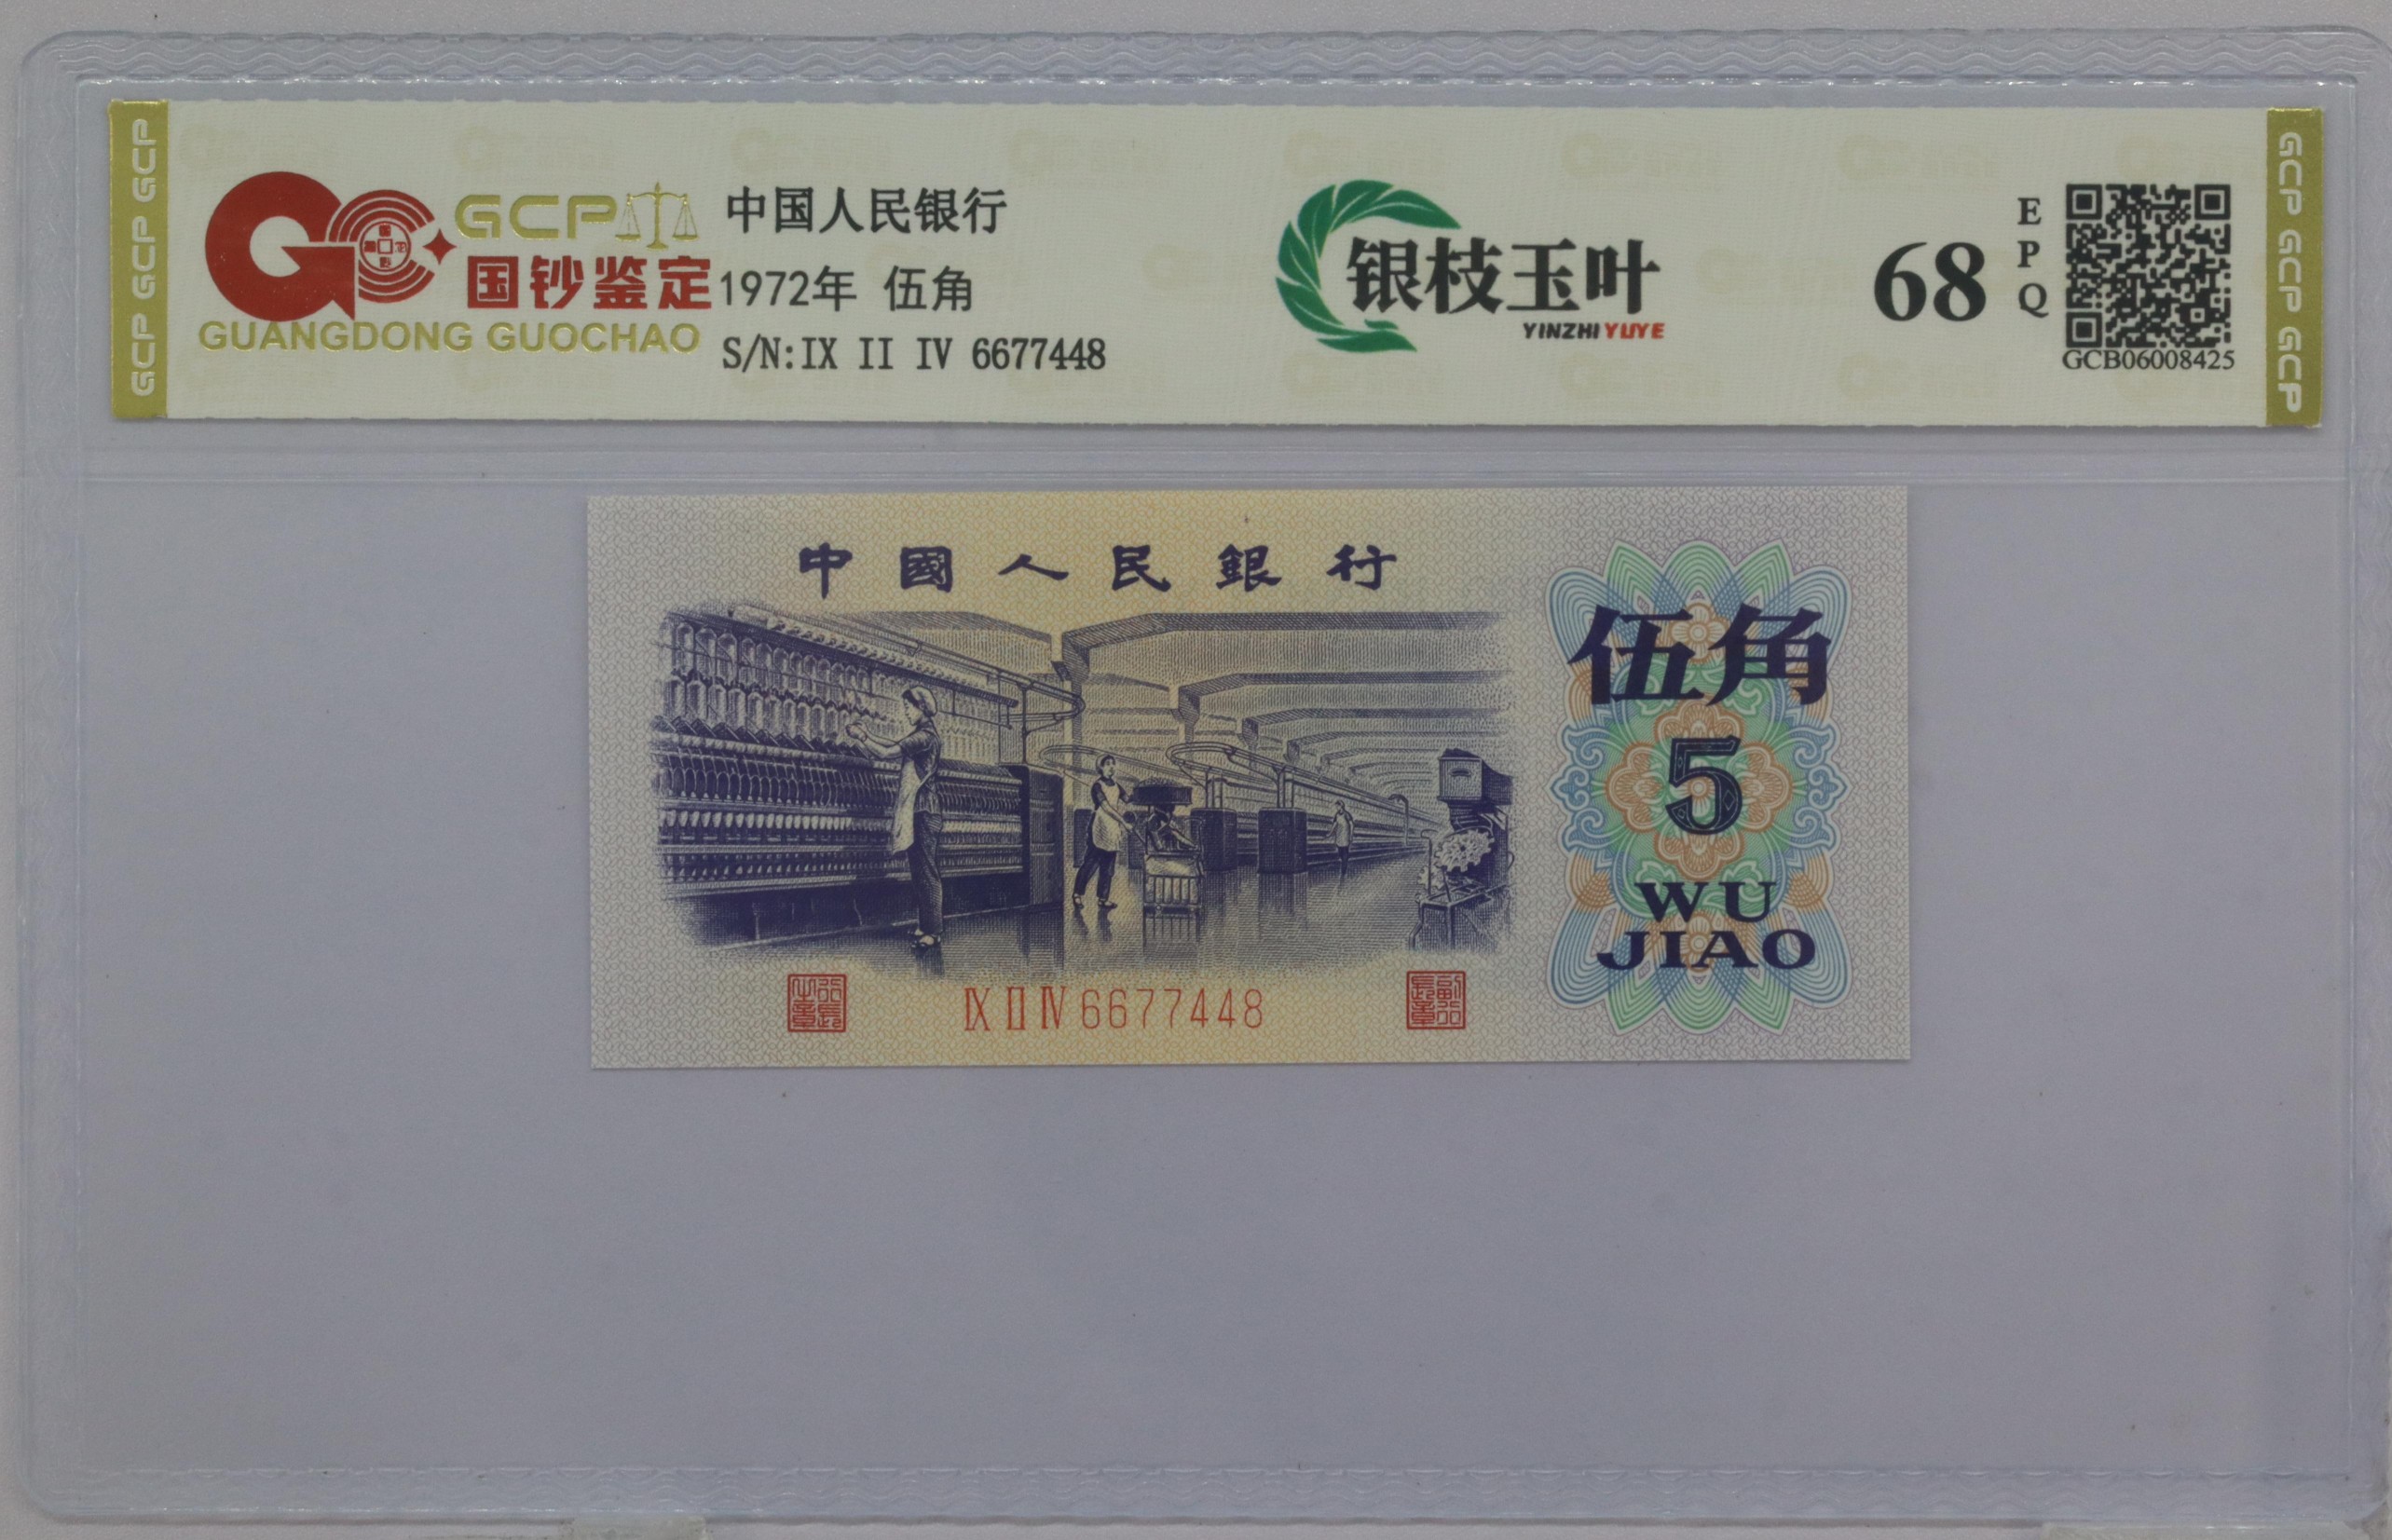 GCP GCP GCP
GCP
国钞鉴定
GUANGDONG GUOCHAO
中国人民银行
1972年 伍角
S/N:IX II IV 6677448
银枝玉叶
YINZHI YUYE
68
EPQ
GCB06008425
GCP GCP GCP
中國人民銀行
伍角
5
WU
JIAO
IX II IV 6677448